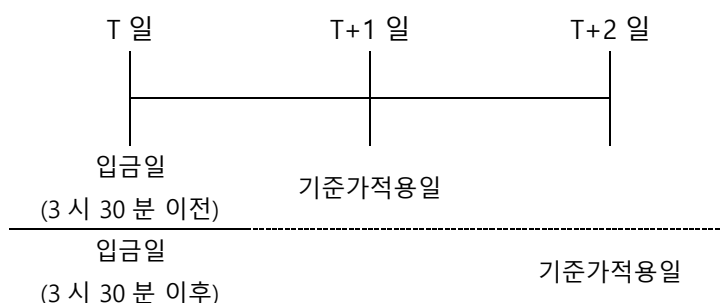 T 일 T+1 일 T+2 일
입금일
(3 시 30 분 이전)
기준가적용일
입금일
(3 시 30 분 이후)
기준가적용일